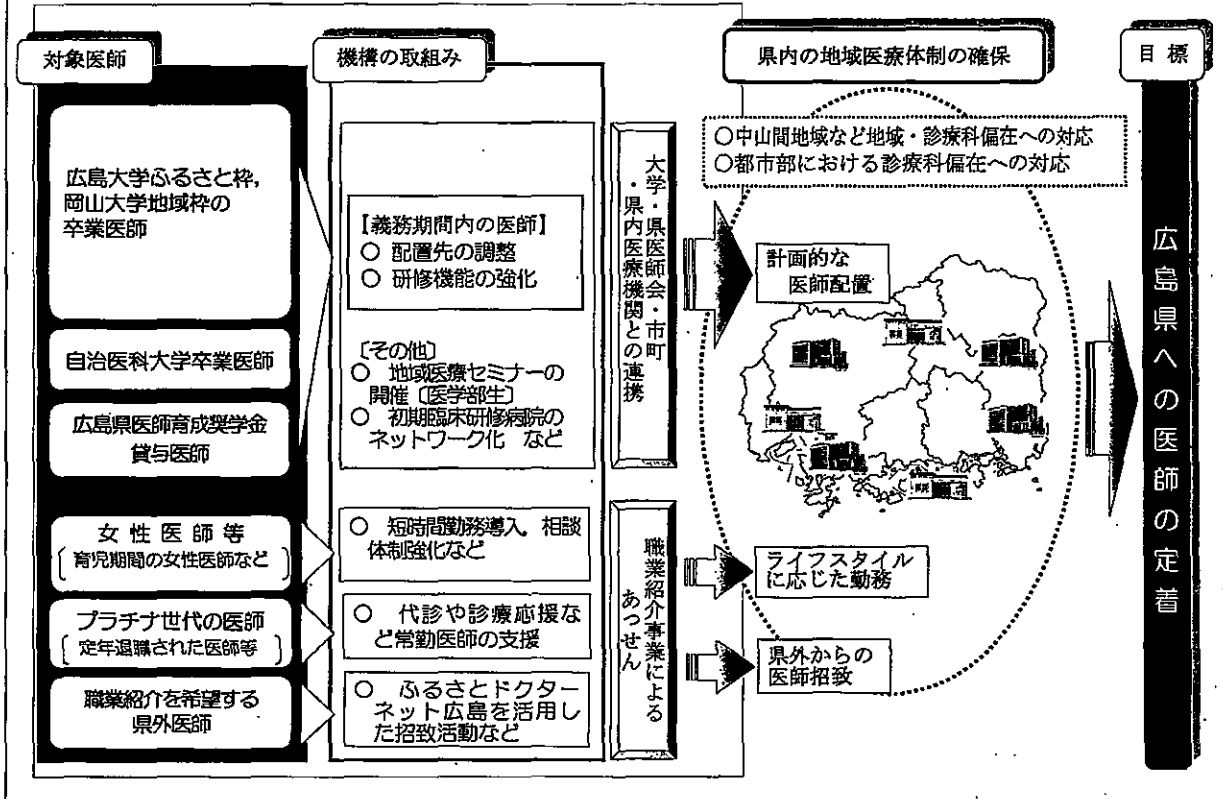 対象医師
機構の取組み
県内の地域医療体制の確保
目標
広島大学ふるさと枠,
岡山大学地域枠の
卒業医師
自治医科大学卒業医師
広島県医師育成奨学金
貸与医師
女性医師等
[育児期間の女性医師など]
プラチナ世代の医師
[定年退職された医師等]
職業紹介を希望する
県外医師
【義務期間内の医師】
○ 配置先の調整
○ 研修機能の強化
〔その他〕
○ 地域医療セミナーの
開催〔医学部生〕
○ 初期臨床研修病院の
ネットワーク化 など
○ 短時間勤務導入,相談
体制強化など
○ 代診や診療応援な
ど常勤医師の支援
○ ふるさとドクター
ネット広島を活用し
た招致活動など
大学・県医師会・市町
・県内医療機関との連携
職業紹介事業による
あっせん
○中山間地域など地域・診療科偏在への対応
○都市部における診療科偏在への対応
計画的な
医師配置
ライフスタイル
に応じた勤務
県外からの
医師招致
広島県への医師の定着